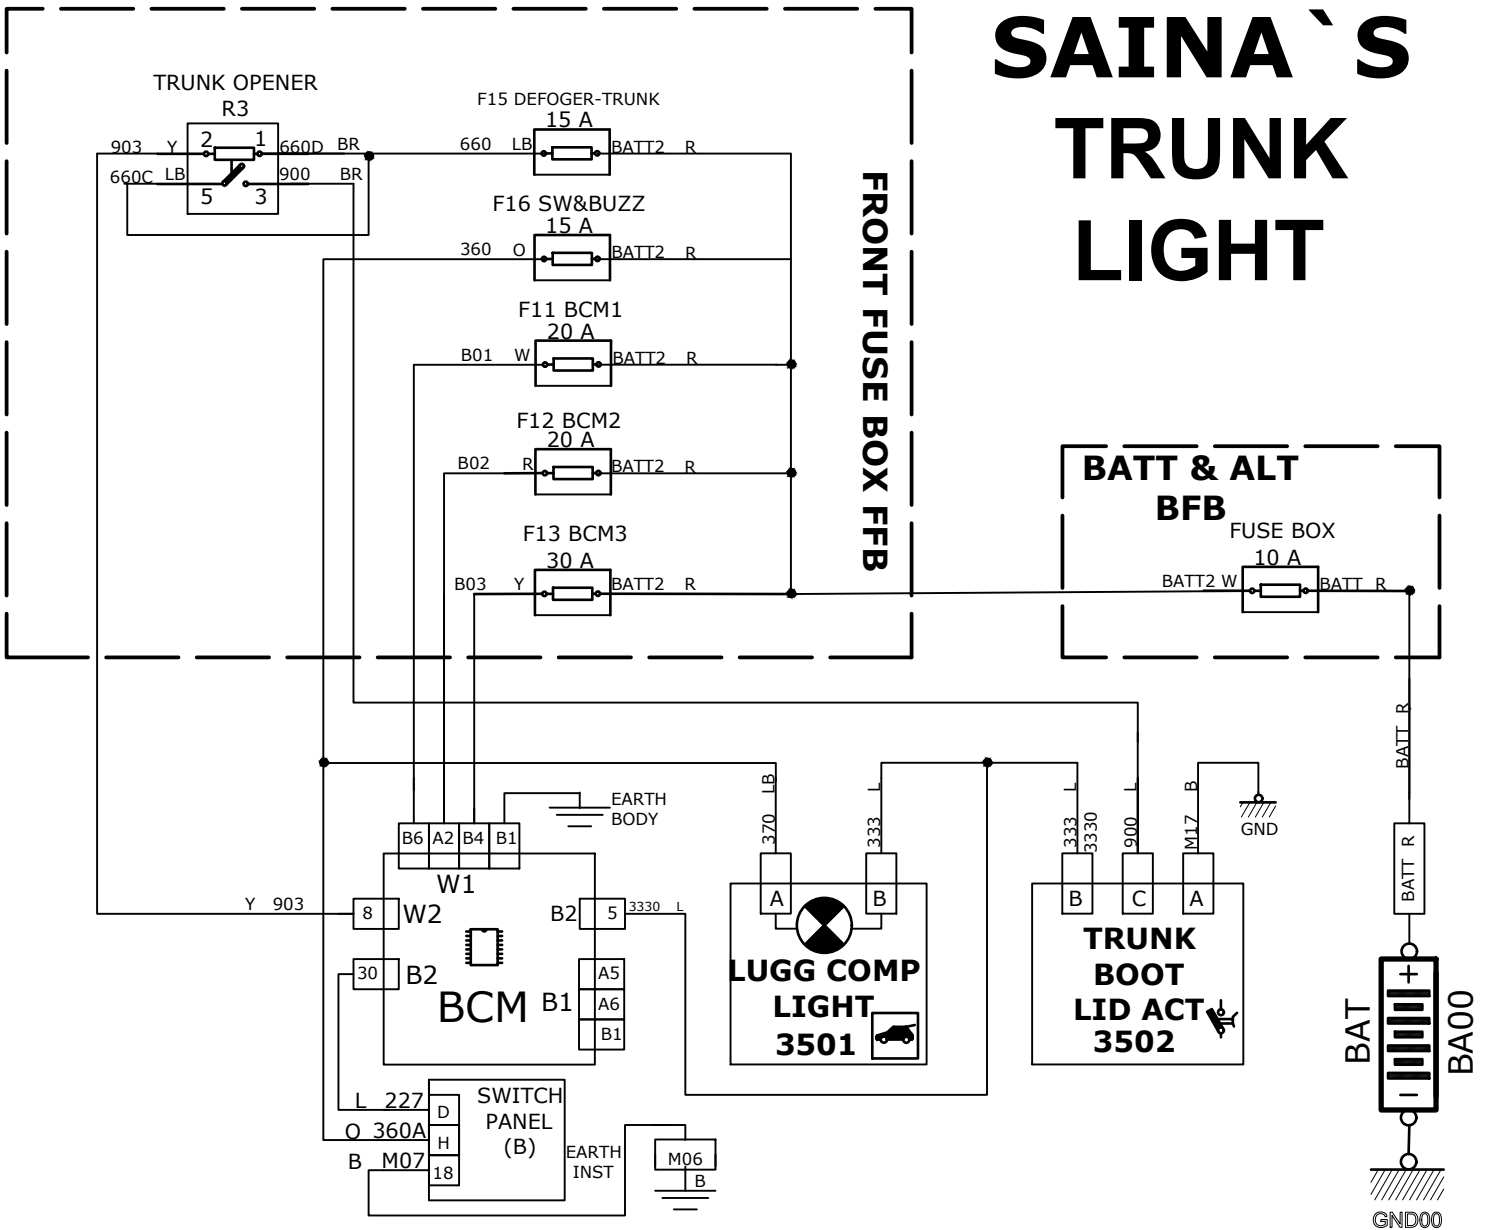 SAINA`S
TRUNK
LIGHT
TRUNK OPENER
R3
903 Y 2 1 660D BR
660C LB 5 3 900 BR
F15 DEFOGER-TRUNK
15 A
660 LB BATT2 R
F16 SW&BUZZ
15 A
360 O BATT2 R
F11 BCM1
20 A
B01 W BATT2 R
F12 BCM2
20 A
B02 R BATT2 R
F13 BCM3
30 A
B03 Y BATT2 R
FRONT FUSE BOX FFB
BATT & ALT
BFB
FUSE BOX
10 A
BATT2 W BATT R
BATT R
BATT R
EARTH
BODY
B6 A2 B4 B1
W1
Y 903 8 W2
30 B2
BCM
B2 5 3330 L
B1
A5
A6
B1
370 LB
333 L
A B
LUGG COMP
LIGHT
3501
333 L
3330
900 L
M17 B
GND
B C A
TRUNK
BOOT
LID ACT
3502
L 227 D
O 360A H
B M07 18
SWITCH
PANEL
(B)
EARTH
INST
M06
B
BAT
+
−
BA00
GND00